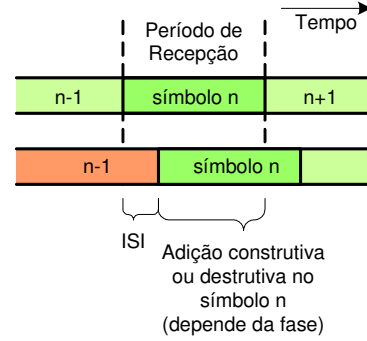 Período de
Recepção
Tempo
n-1 símbolo n n+1
n-1 símbolo n
ISI
Adição construtiva
ou destrutiva no
símbolo n
(depende da fase)